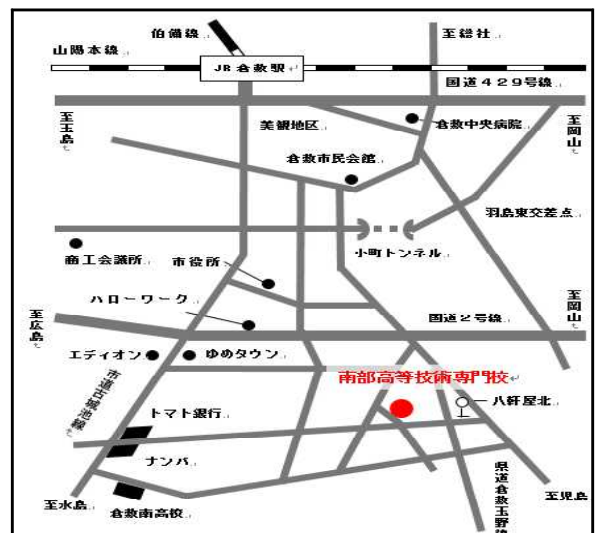 伯備線
至総社
山陽本線
JR倉敷駅
国道429号線
至玉島
美観地区
倉敷中央病院
至岡山
倉敷市民会館
羽島東交差点
小町トンネル
商工会議所
市役所
ハローワーク
至岡山
至広島
国道2号線
エディオン
ゆめタウン
南部高等技術専門校
市道古城池線
トマト銀行
八軒屋北
ナンバ
県道倉敷玉野線
至水島
倉敷南高校
至児島